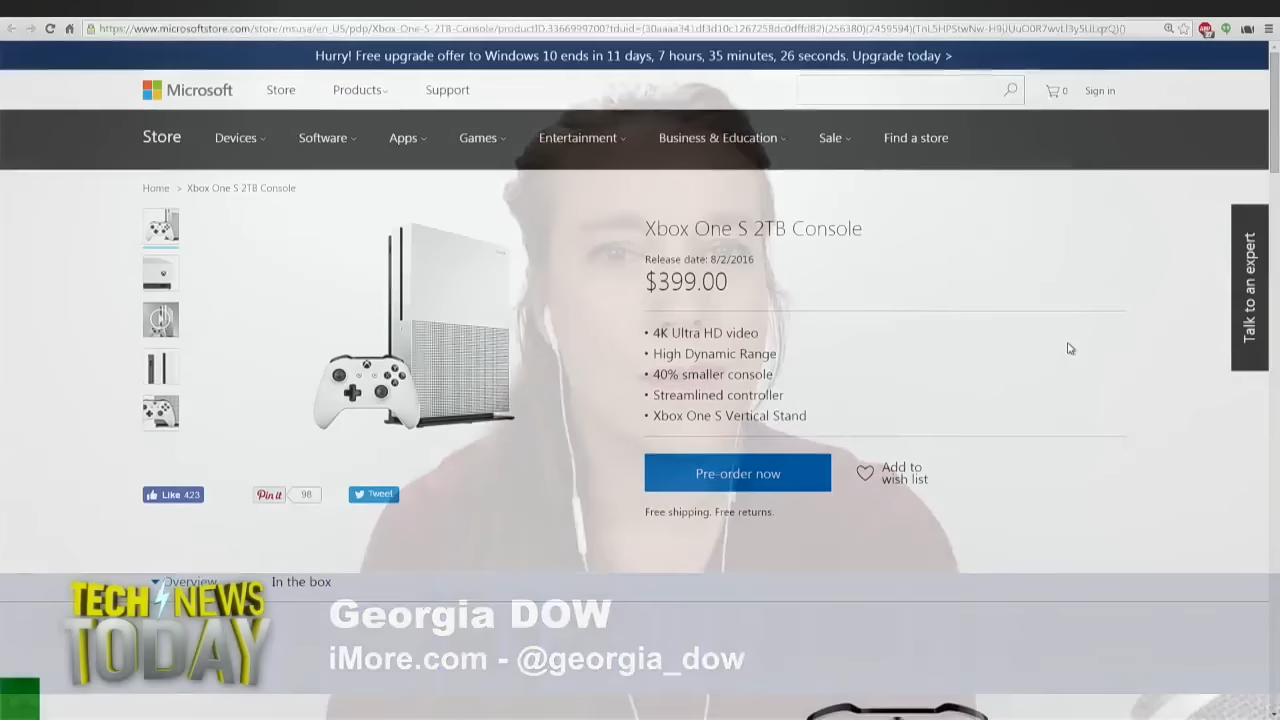 Hurry! Free upgrade offer to Windows 10 ends in 11 days, 7 hours, 35 minutes, 26 seconds. Upgrade today >
Microsoft Store Products Support 0 Sign in
Store Devices Software Apps Games Entertainment Business & Education Sale Find a store
Home > Xbox One S 2TB Console
Xbox One S 2TB Console
Release date: 8/2/2016
$399.00
• 4K Ultra HD video
• High Dynamic Range
• 40% smaller console
• Streamlined controller
• Xbox One S Vertical Stand
Pre-order now
Add to
wish list
Like 423 Pin it 98 Tweet
Free shipping. Free returns.
Talk to an expert
Overview In the box
TECH NEWS
TODAY
Georgia DOW
iMore.com - @georgia_dow